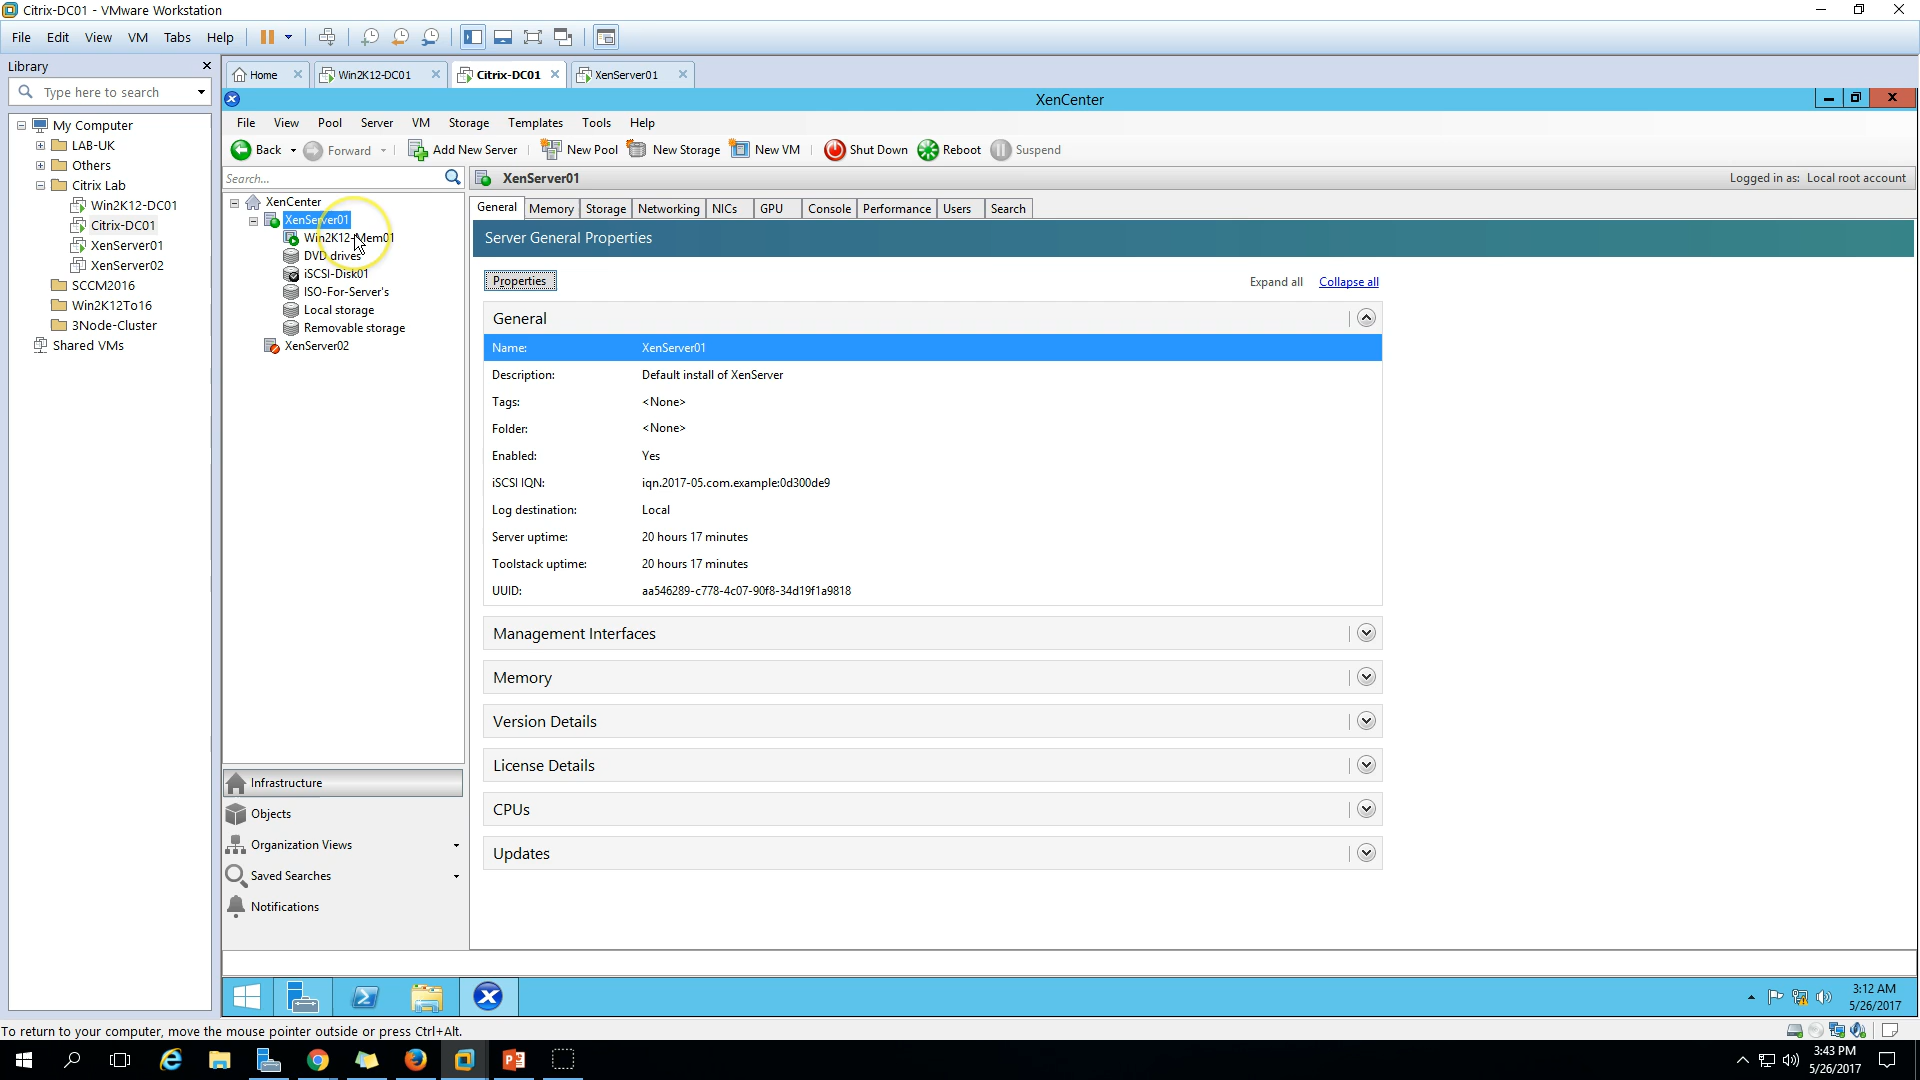 Citrix-DC01 - VMware Workstation
File Edit View VM Tabs Help
Library
Type here to search
My Computer
LAB-UK
Others
Citrix Lab
Win2K12-DC01
Citrix-DC01
XenServer01
XenServer02
SCCM2016
Win2K12To16
3Node-Cluster
Shared VMs
Home Win2K12-DC01 Citrix-DC01 XenServer01
XenCenter
File View Pool Server VM Storage Templates Tools Help
Back Forward Add New Server New Pool New Storage New VM Shut Down Reboot Suspend
Search...
XenCenter
XenServer01
Win2K12-Mem01
DVD drives
iSCSI-Disk01
ISO-For-Server's
Local storage
Removable storage
XenServer02
Infrastructure
Objects
Organization Views
Saved Searches
Notifications
XenServer01
Logged in as: Local root account
General Memory Storage Networking NICs GPU Console Performance Users Search
Server General Properties
Properties
Expand all Collapse all
General
Name: XenServer01
Description: Default install of XenServer
Tags: <None>
Folder: <None>
Enabled: Yes
iSCSI IQN: iqn.2017-05.com.example:0d300de9
Log destination: Local
Server uptime: 20 hours 17 minutes
Toolstack uptime: 20 hours 17 minutes
UUID: aa546289-c778-4c07-90f8-34d19f1a9818
Management Interfaces
Memory
Version Details
License Details
CPUs
Updates
3:12 AM
5/26/2017
To return to your computer, move the mouse pointer outside or press Ctrl+Alt.
3:43 PM
5/26/2017